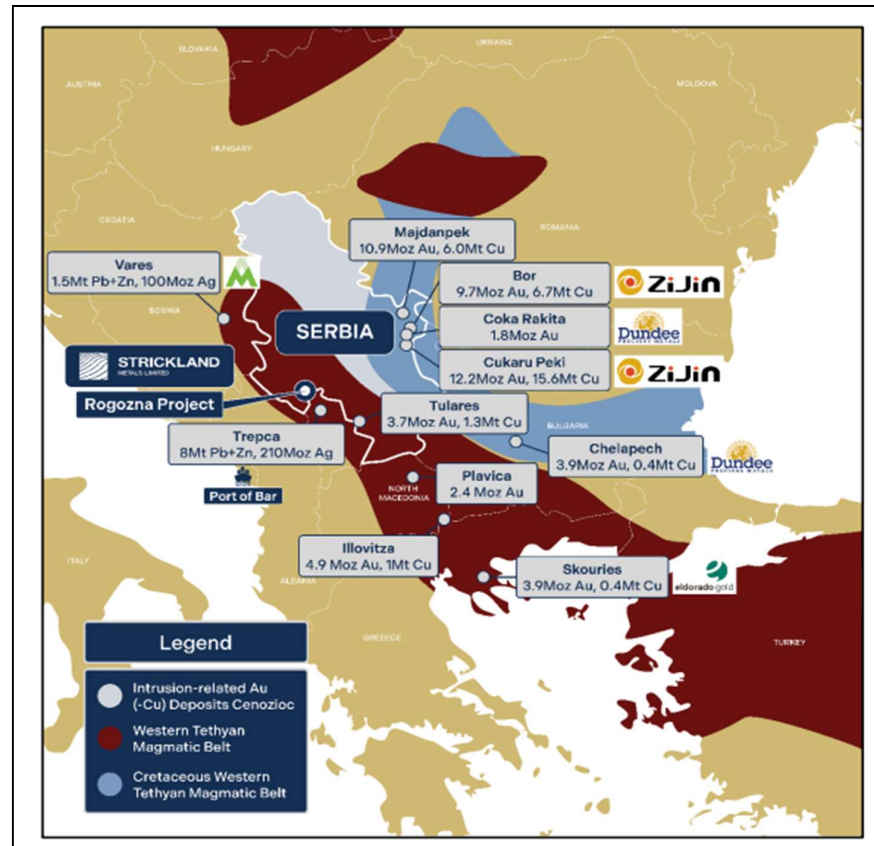 SLOVAKIA
UKRAINE
AUSTRIA
MOLDOVA
HUNGARY
CROATIA
ROMANIA
Majdanpek
10.9Moz Au, 6.0Mt Cu
Vares
1.5Mt Pb+Zn, 100Moz Ag
Bor
9.7Moz Au, 6.7Mt Cu
ZiJin
BOSNIA
SERBIA
Coka Rakita
1.8Moz Au
Dundee
PRECIOUS METALS
STRICKLAND
METALS LIMITED
Cukaru Peki
12.2Moz Au, 15.6Mt Cu
ZiJin
Rogozna Project
Tulares
3.7Moz Au, 1.3Mt Cu
BULGARIA
Trepca
8Mt Pb+Zn, 210Moz Ag
Chelapech
3.9Moz Au, 0.4Mt Cu
Dundee
PRECIOUS METALS
Port of Bar
NORTH
MACEDONIA
Plavica
2.4 Moz Au
ITALY
Illovitza
4.9 Moz Au, 1Mt Cu
ALBANIA
Skouries
3.9Moz Au, 0.4Mt Cu
eldorado gold
GREEECE
TURKEY
Legend
Intrusion-related Au
(-Cu) Deposits Cenozioc
Western Tethyan
Magmatic Belt
Cretaceous Western
Tethyan Magmatic Belt